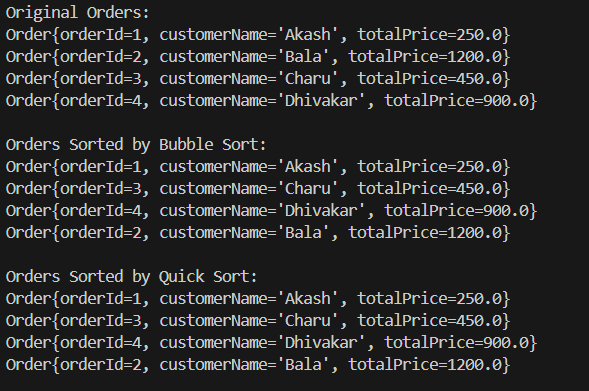 Original Orders:
Order{orderId=1, customerName='Akash', totalPrice=250.0}
Order{orderId=2, customerName='Bala', totalPrice=1200.0}
Order{orderId=3, customerName='Charu', totalPrice=450.0}
Order{orderId=4, customerName='Dhivakar', totalPrice=900.0}

Orders Sorted by Bubble Sort:
Order{orderId=1, customerName='Akash', totalPrice=250.0}
Order{orderId=3, customerName='Charu', totalPrice=450.0}
Order{orderId=4, customerName='Dhivakar', totalPrice=900.0}
Order{orderId=2, customerName='Bala', totalPrice=1200.0}

Orders Sorted by Quick Sort:
Order{orderId=1, customerName='Akash', totalPrice=250.0}
Order{orderId=3, customerName='Charu', totalPrice=450.0}
Order{orderId=4, customerName='Dhivakar', totalPrice=900.0}
Order{orderId=2, customerName='Bala', totalPrice=1200.0}